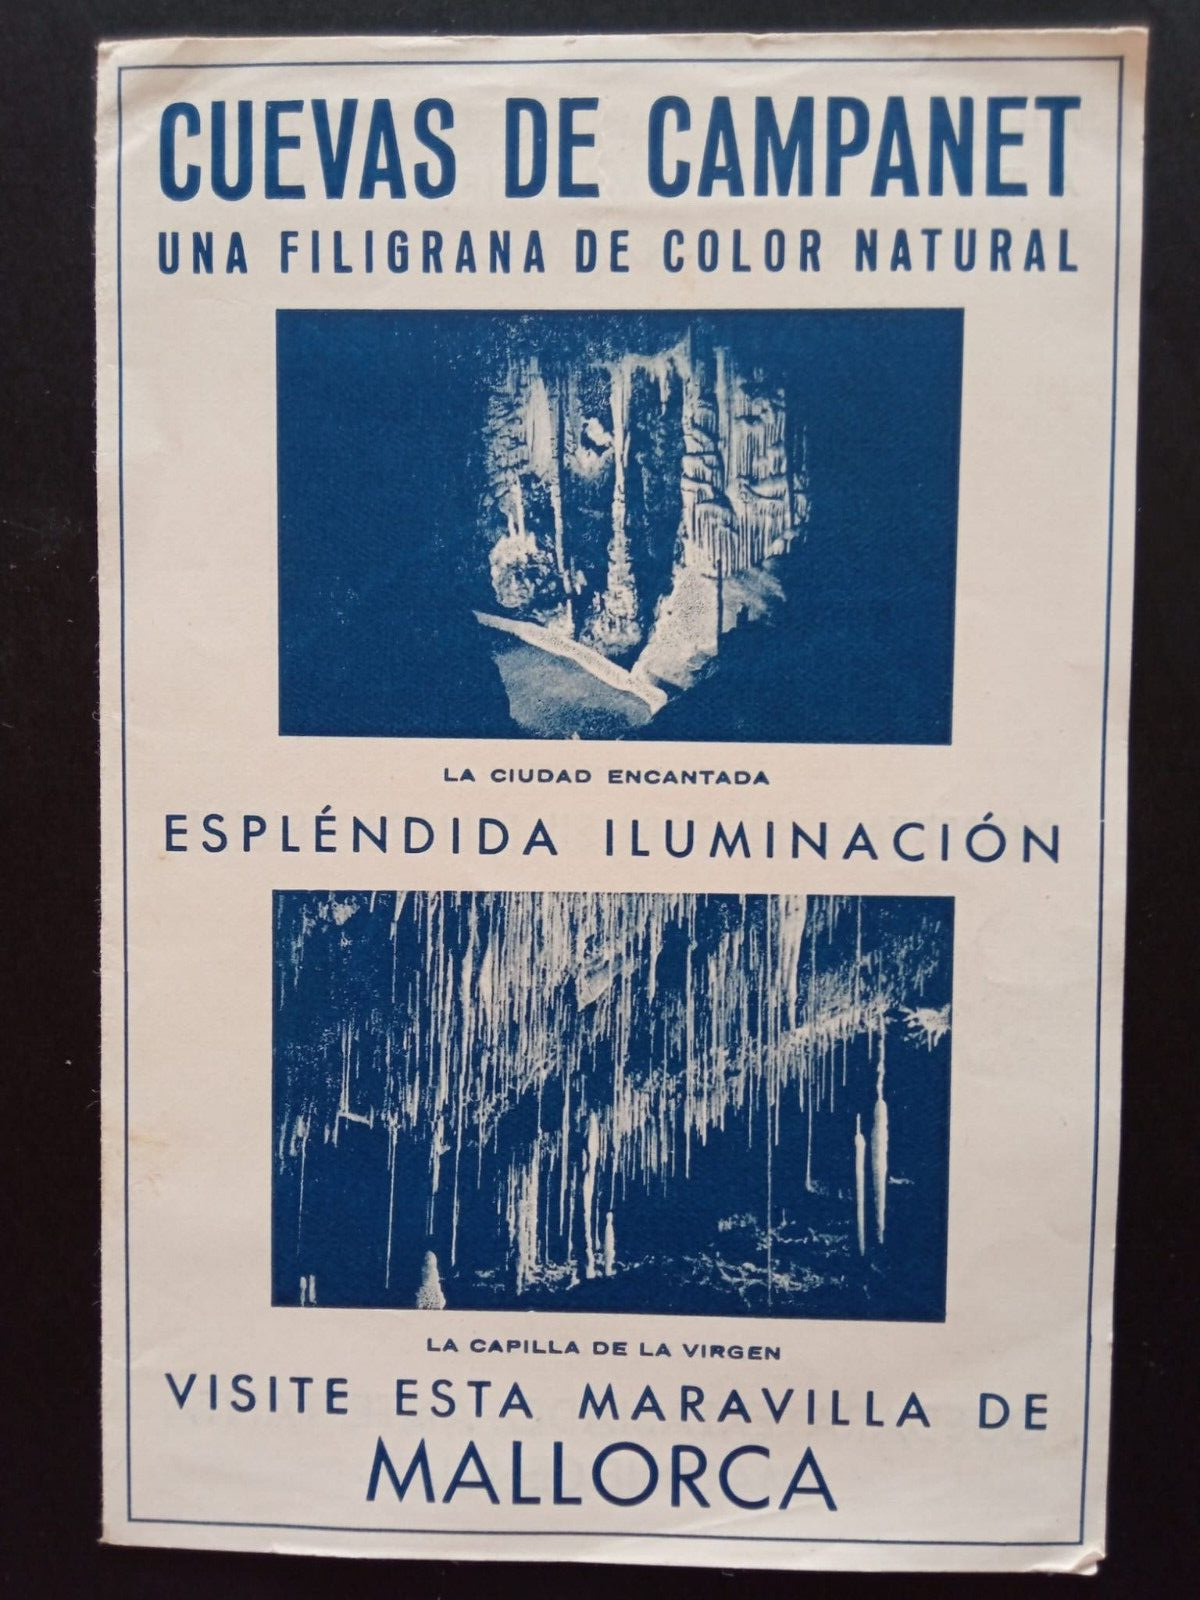 CUEVAS DE CAMPANET
UNA FILIGRANA DE COLOR NATURAL
LA CIUDAD ENCANTADA
ESPLÉNDIDA ILUMINACIÓN
LA CAPILLA DE LA VIRGEN
VISITE ESTA MARAVILLA DE
MALLORCA